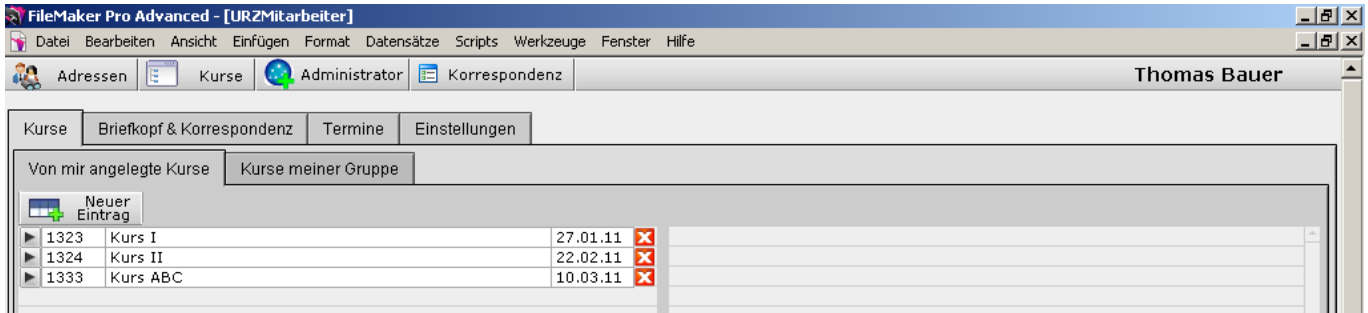 FileMaker Pro Advanced - [URZMitarbeiter]
Datei Bearbeiten Ansicht Einfügen Format Datensätze Scripts Werkzeuge Fenster Hilfe
Adressen Kurse Administrator Korrespondenz Thomas Bauer
Kurse Briefkopf & Korrespondenz Termine Einstellungen
Von mir angelegte Kurse Kurse meiner Gruppe
Neuer
Eintrag
1323 Kurs I 27.01.11
1324 Kurs II 22.02.11
1333 Kurs ABC 10.03.11